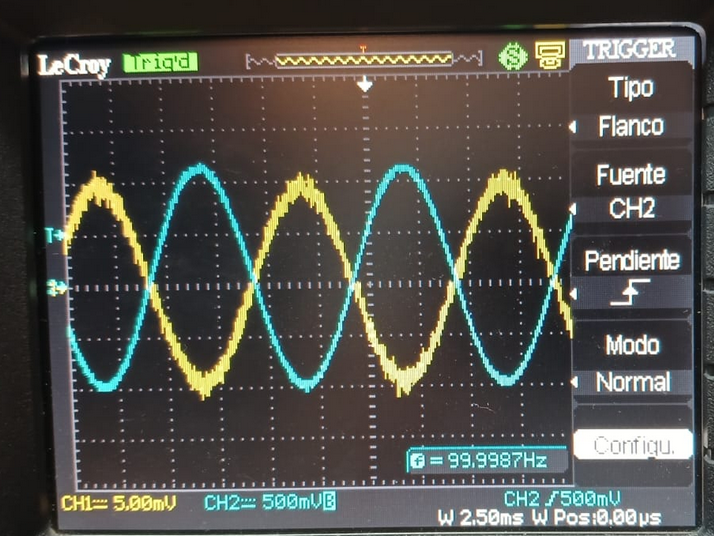 LeCroy Trig'd T TRIGGER
Tipo
Flanco
Fuente
CH2
Pendiente
Modo
Normal
Configu.
T
2
f = 99.9987Hz
CH1 5.00mV CH2 500mVB CH2 500mV
W 2.50ms W Pos:0.00µs